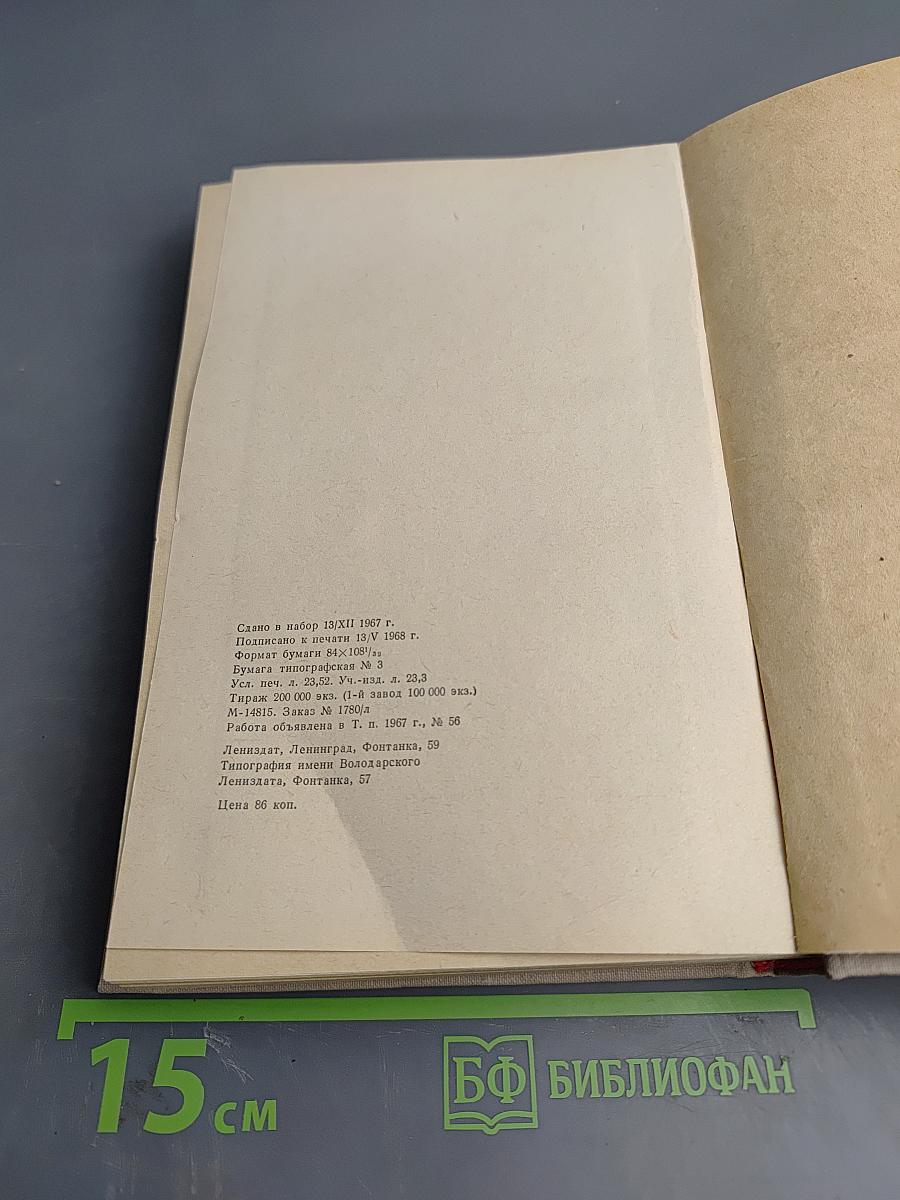 Сдано в набор 13/XII 1967 г.
Подписано к печати 13/V 1968 г.
Формат бумаги 84×108¹/₃₂
Бумага типографская № 3
Усл. печ. л. 23,52. Уч.-изд. л. 23,3
Тираж 200 000 экз. (1-й завод 100 000 экз.)
М-14815. Заказ № 1780/л
Работа объявлена в Т. п. 1967 г., № 56
Лениздат, Ленинград, Фонтанка, 59
Типография имени Володарского
Лениздата, Фонтанка, 57
Цена 86 коп.
15 см
БФ БИБЛИОФАН